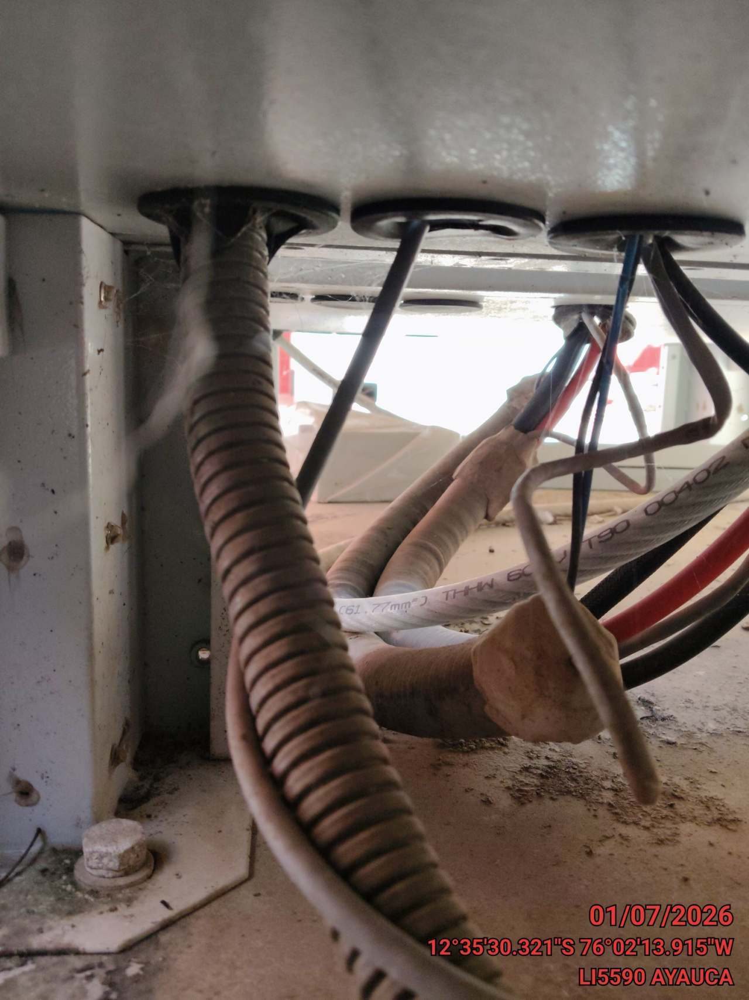 T90 00402
(61.77mm²) THHW 90
01/07/2026
12°35'30.321"S 76°02'13.915"W
LI5590 AYAUCA